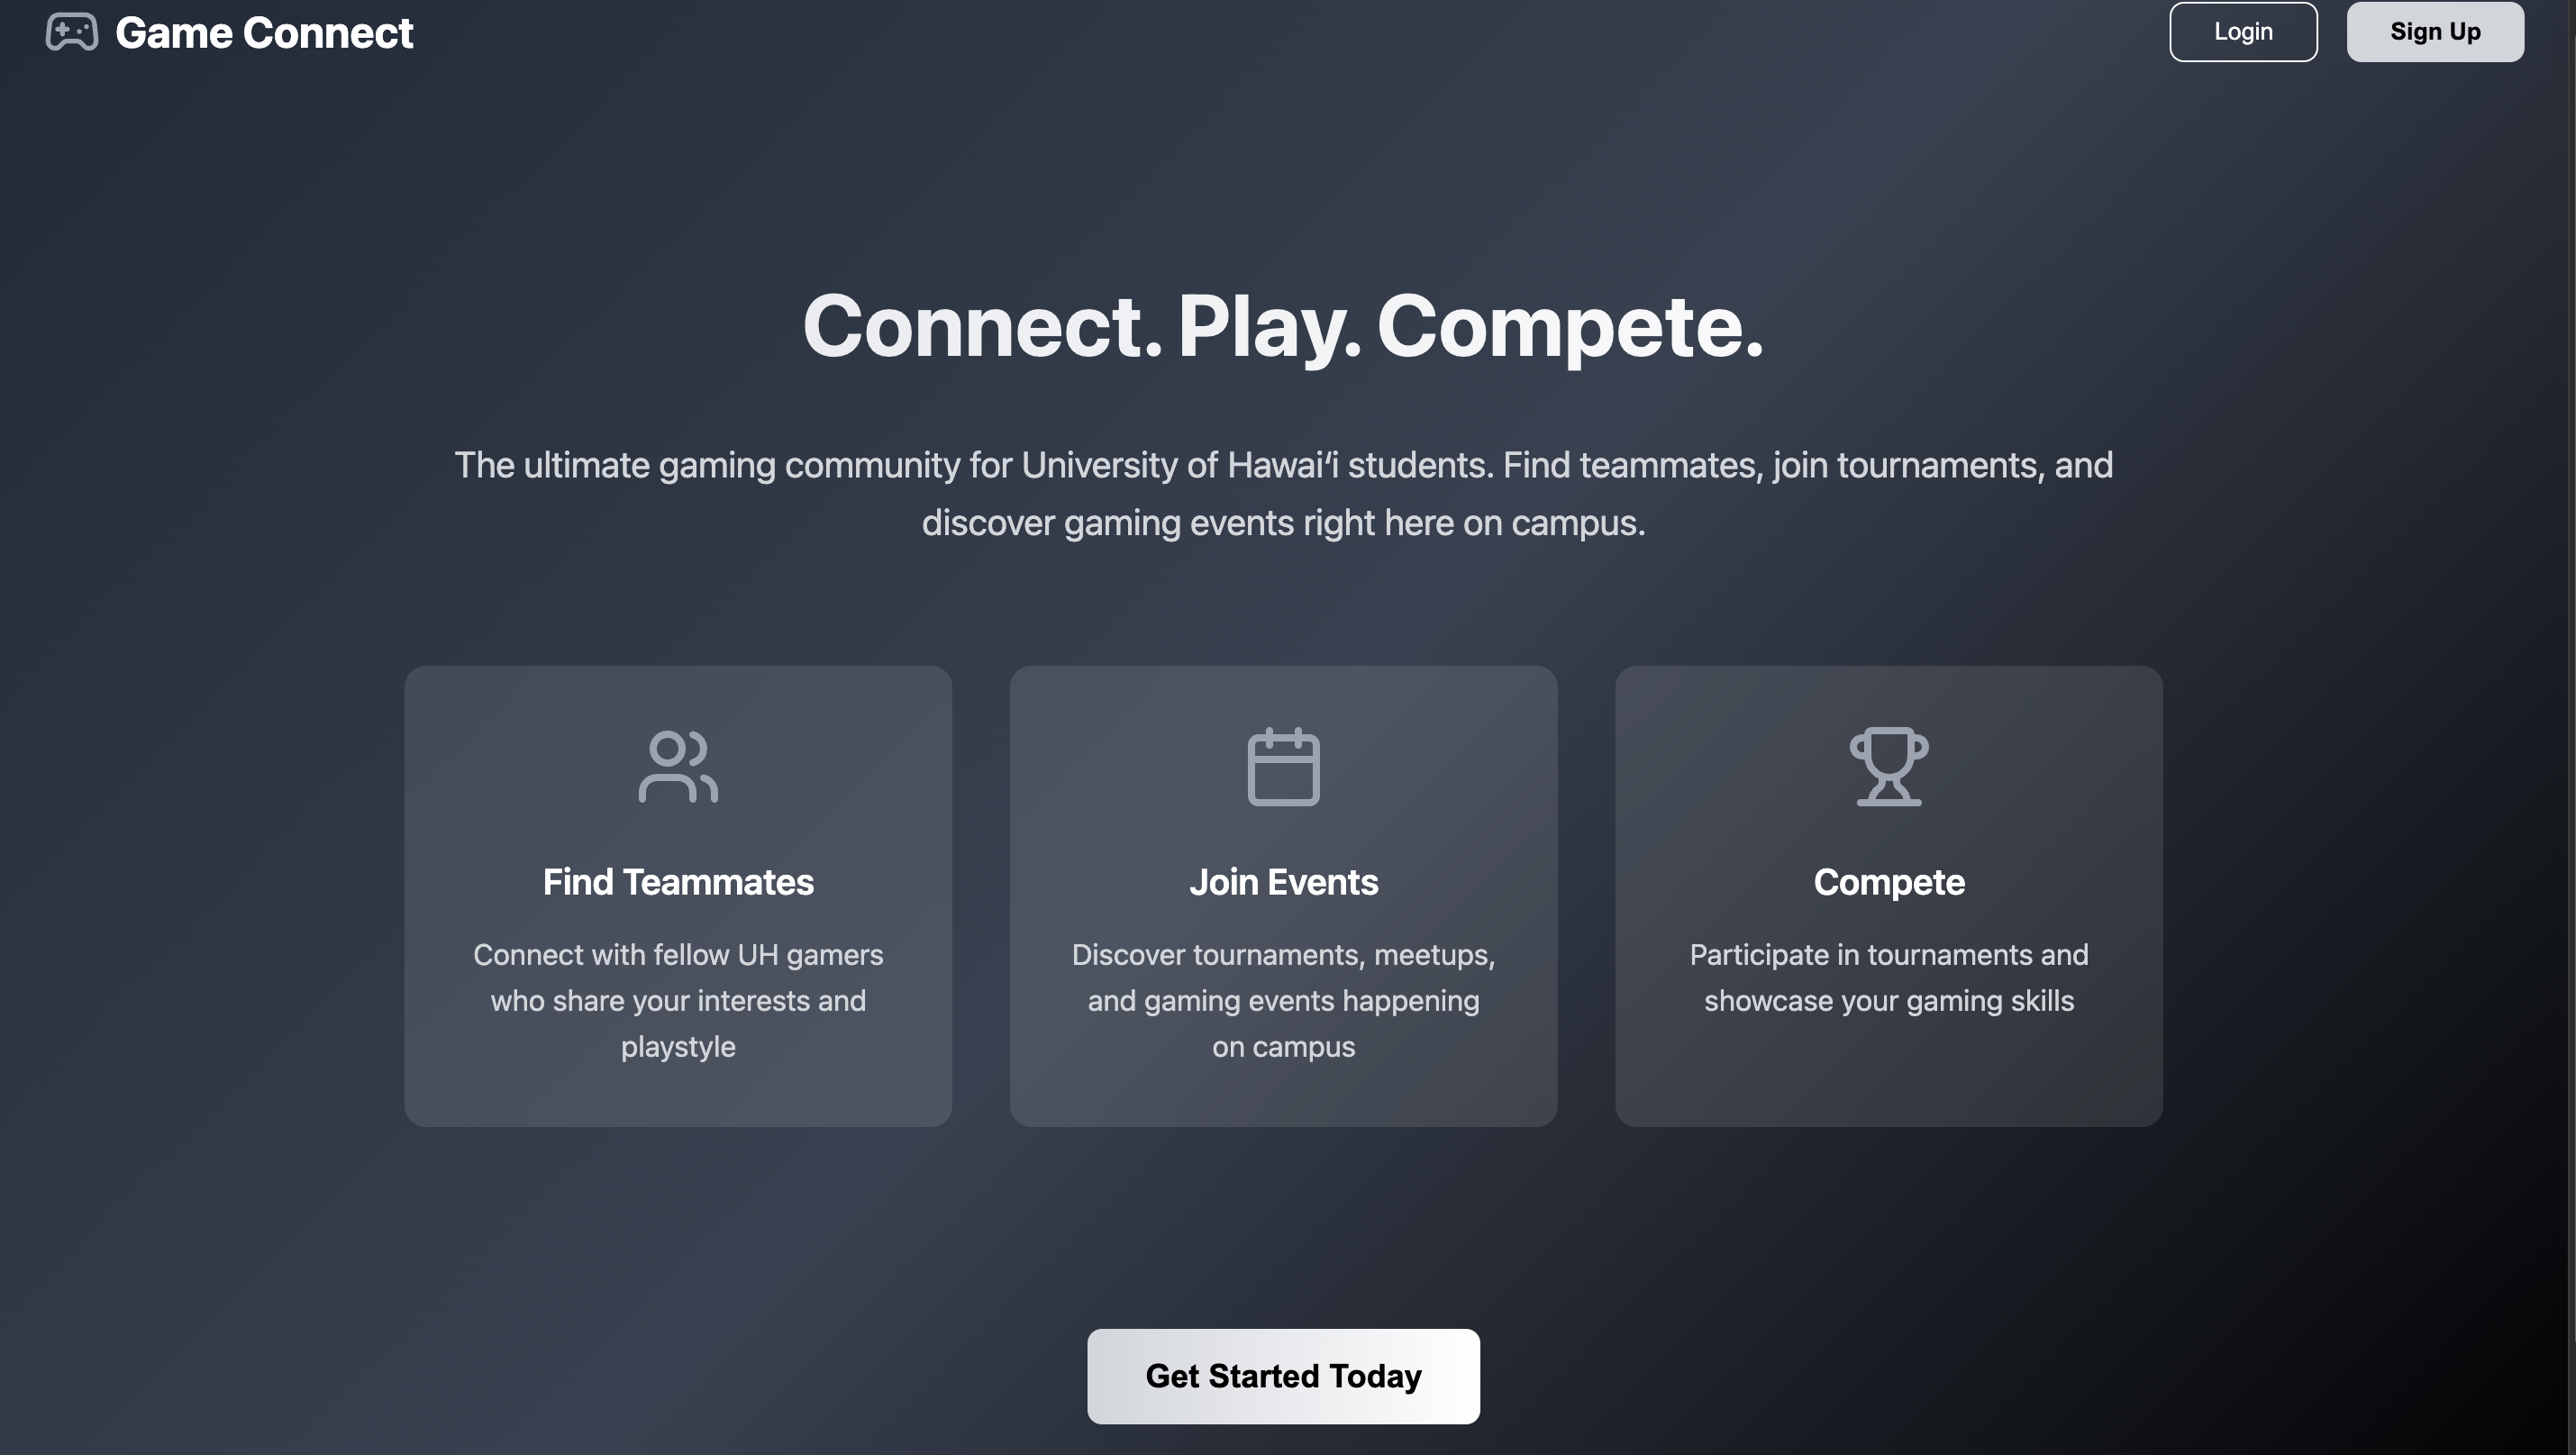 Game Connect
Login
Sign Up
Connect. Play. Compete.
The ultimate gaming community for University of Hawaiʻi students. Find teammates, join tournaments, and
discover gaming events right here on campus.
Find Teammates
Connect with fellow UH gamers
who share your interests and
playstyle
Join Events
Discover tournaments, meetups,
and gaming events happening
on campus
Compete
Participate in tournaments and
showcase your gaming skills
Get Started Today